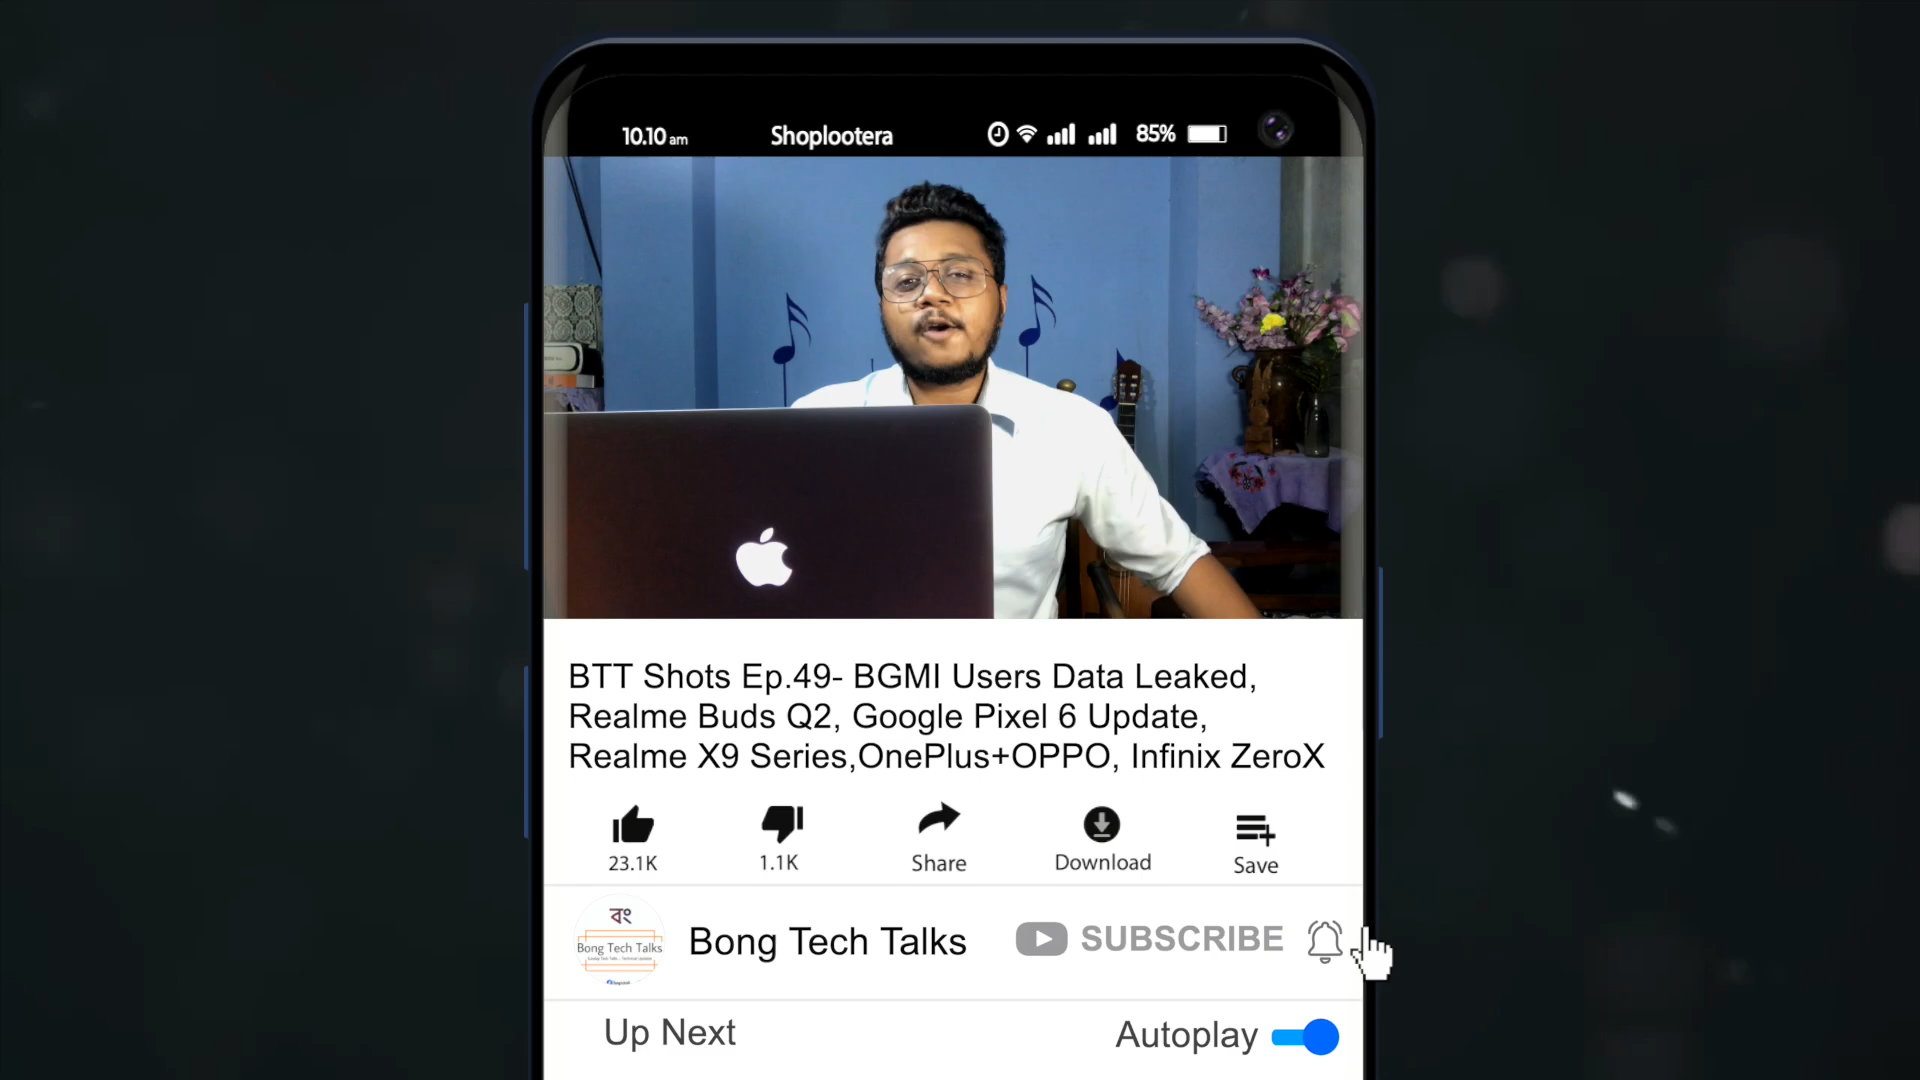 10.10 am Shoplootera 85%
BTT Shots Ep.49- BGMI Users Data Leaked,
Realme Buds Q2, Google Pixel 6 Update,
Realme X9 Series,OnePlus+OPPO, Infinix ZeroX
23.1K 1.1K Share Download Save
বং
Bong Tech Talks
Bong Tech Talks SUBSCRIBE
Up Next Autoplay